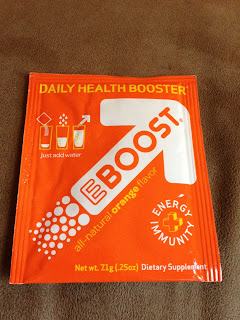 DAILY HEALTH BOOSTER
Just add water
EBOOST.
all-natural orange flavor
ENERGY
IMMUNITY
Net wt. 7.1g (.25oz) Dietary Supplement